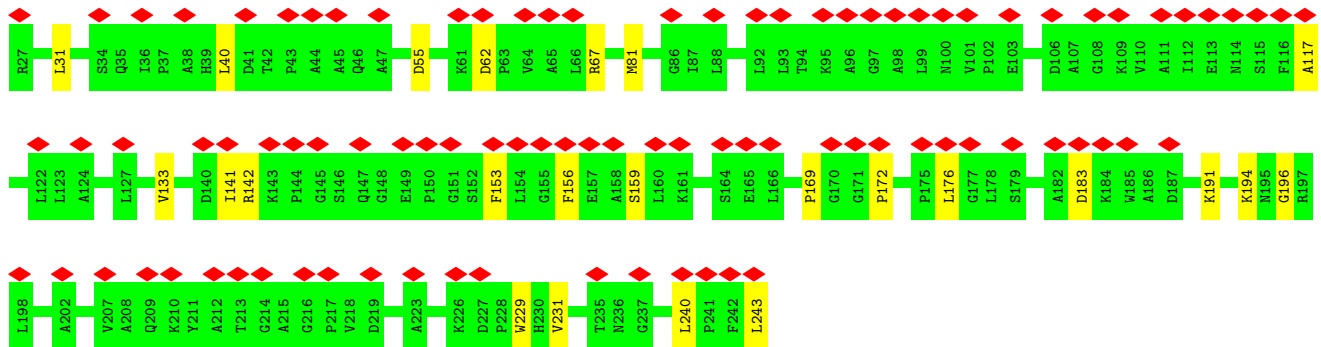 R27 L31 S34 Q35 I36 P37 A38 H39 L40 D41 T42 P43 A44 A45 Q46 A47 D55 K61 D62 P63 V64 A65 L66 R67 M81 G86 I87 L88 L92 L93 T94 K95 A96 G97 A98 L99 N100 V101 P102 E103 D106 A107 G108 K109 V110 A111 I112 E113 N114 S115 F116 A117
L122 L123 A124 L127 V133 D140 I141 R142 K143 P144 G145 S146 Q147 G148 E149 P150 G151 S152 F153 L154 G155 F156 E157 A158 S159 L160 K161 S164 E165 L166 P169 G170 G171 P172 P175 L176 G177 L178 S179 A182 D183 K184 W185 A186 D187 K191 K194 N195 G196 R197
L198 A202 V207 A208 Q209 K210 Y211 A212 T213 G214 A215 G216 P217 V218 D219 A223 K226 D227 P228 W229 H230 V231 T235 N236 G237 L240 P241 F242 L243